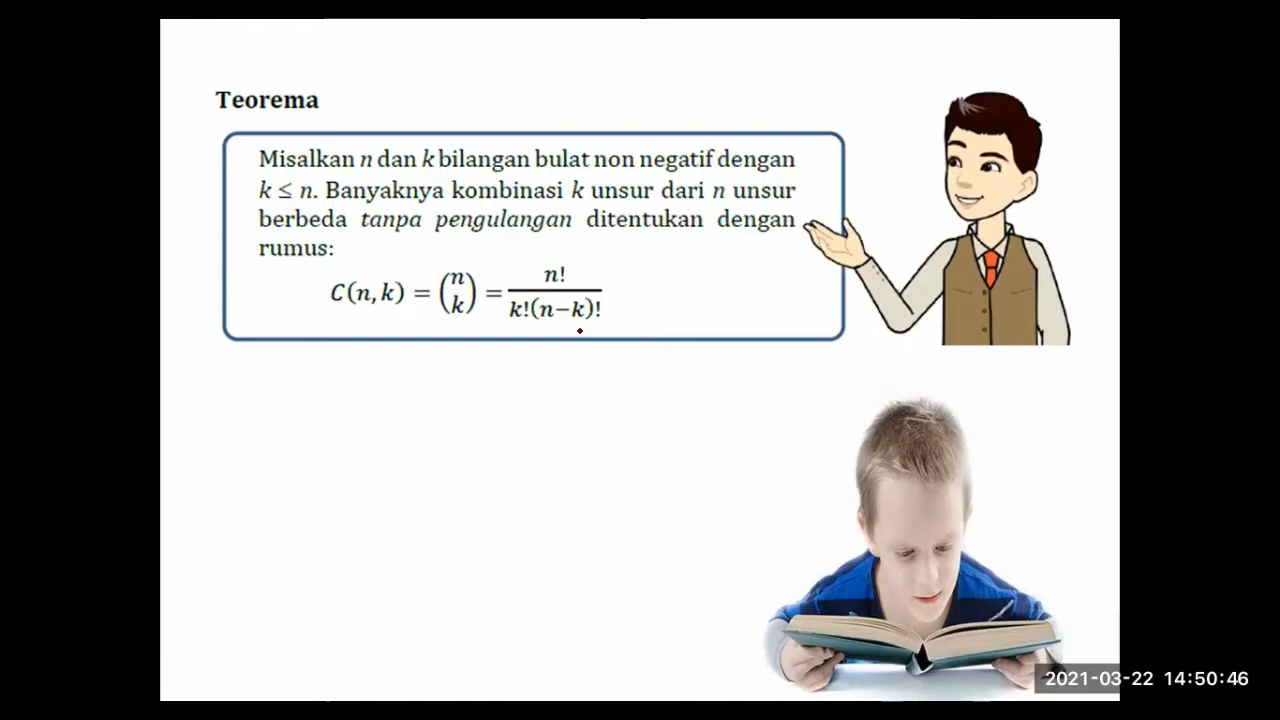 Teorema
Misalkan n dan k bilangan bulat non negatif dengan
k ≤ n. Banyaknya kombinasi k unsur dari n unsur
berbeda tanpa pengulangan ditentukan dengan
rumus:
C(n, k) = (n k) = n! / k!(n−k)!
2021-03-22 14:50:46